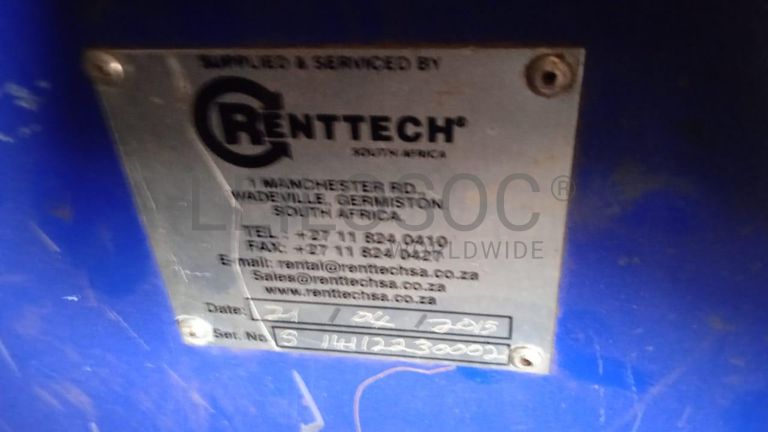 SUPPLIED & SERVICED BY
RENTTECH®
SOUTH AFRICA
1 MANCHESTER RD.
WADEVILLE, GERMISTON
SOUTH AFRICA.
TEL: +27 11 824 0410
FAX: +27 11 824 0427
E-mail: rental@renttechsa.co.za
Sales@renttechsa.co.za
www.renttechsa.co.za
Date: 21 / 04 / 2015
Ser. No. S 14112230002
®
WORLDWIDE